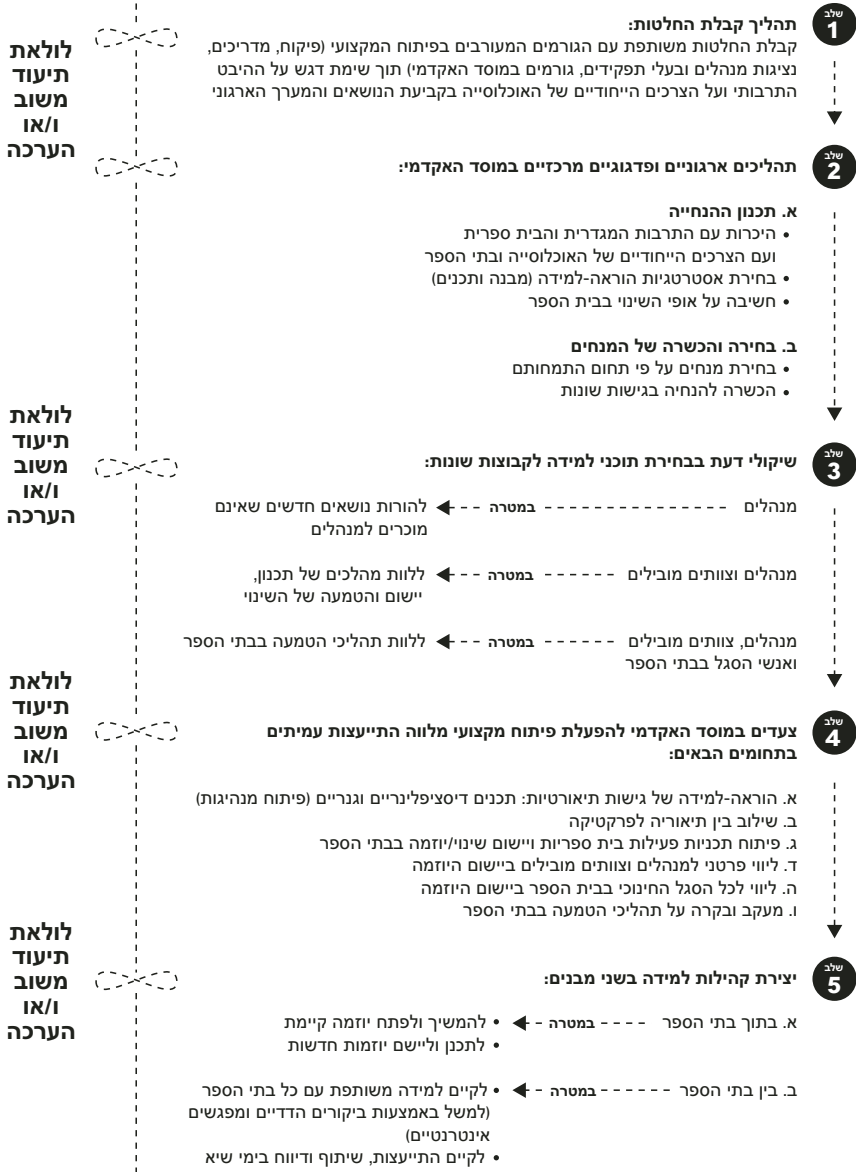 שלב
1
תהליך קבלת החלטות:
קבלת החלטות משותפת עם הגורמים המעורבים בפיתוח המקצועי (פיקוח, מדריכים,
נציגות מנהלים ובעלי תפקידים, גורמים במוסד האקדמי) תוך שימת דגש על ההיבט
התרבותי ועל הצרכים הייחודיים של האוכלוסייה בקביעת הנושאים והמערך הארגוני
לולאת
תיעוד
משוב
ו/או
הערכה
שלב
2
תהליכים ארגוניים ופדגוגיים מרכזיים במוסד האקדמי:
א. תכנון ההנחייה
• היכרות עם התרבות המגדרית והבית ספרית
ועם הצרכים הייחודיים של האוכלוסייה ובתי הספר
• בחירת אסטרטגיות הוראה-למידה (מבנה ותכנים)
• חשיבה על אופי השינוי בבית הספר
ב. בחירה והכשרה של המנחים
• בחירת מנחים על פי תחום התמחותם
• הכשרה להנחיה בגישות שונות
לולאת
תיעוד
משוב
ו/או
הערכה
שלב
3
שיקולי דעת בבחירת תוכני למידה לקבוצות שונות:
מנהלים במטרה להורות נושאים חדשים שאינם
מוכרים למנהלים
מנהלים וצוותים מובילים במטרה ללוות מהלכים של תכנון,
יישום והטמעה של השינוי
מנהלים, צוותים מובילים במטרה ללוות תהליכי הטמעה בבתי הספר
ואנשי הסגל בבתי הספר
לולאת
תיעוד
משוב
ו/או
הערכה
שלב
4
צעדים במוסד האקדמי להפעלת פיתוח מקצועי מלווה התייעצות עמיתים
בתחומים הבאים:
א. הוראה-למידה של גישות תיאורטיות: תכנים דיסציפלינריים וגנריים (פיתוח מנהיגות)
ב. שילוב בין תיאוריה לפרקטיקה
ג. פיתוח תכניות פעילות בית ספריות ויישום שינוי/יוזמה בבתי הספר
ד. ליווי פרטני למנהלים וצוותים מובילים ביישום היוזמה
ה. ליווי לכל הסגל החינוכי בבית הספר ביישום היוזמה
ו. מעקב ובקרה על תהליכי הטמעה בבתי הספר
לולאת
תיעוד
משוב
ו/או
הערכה
שלב
5
יצירת קהילות למידה בשני מבנים:
א. בתוך בתי הספר במטרה • להמשיך ולפתח יוזמה קיימת
• לתכנן וליישם יוזמות חדשות
ב. בין בתי הספר במטרה • לקיים למידה משותפת עם כל בתי הספר
(למשל באמצעות ביקורים הדדיים ומפגשים
אינטרנטיים)
• לקיים התייעצות, שיתוף ודיווח בימי שיא